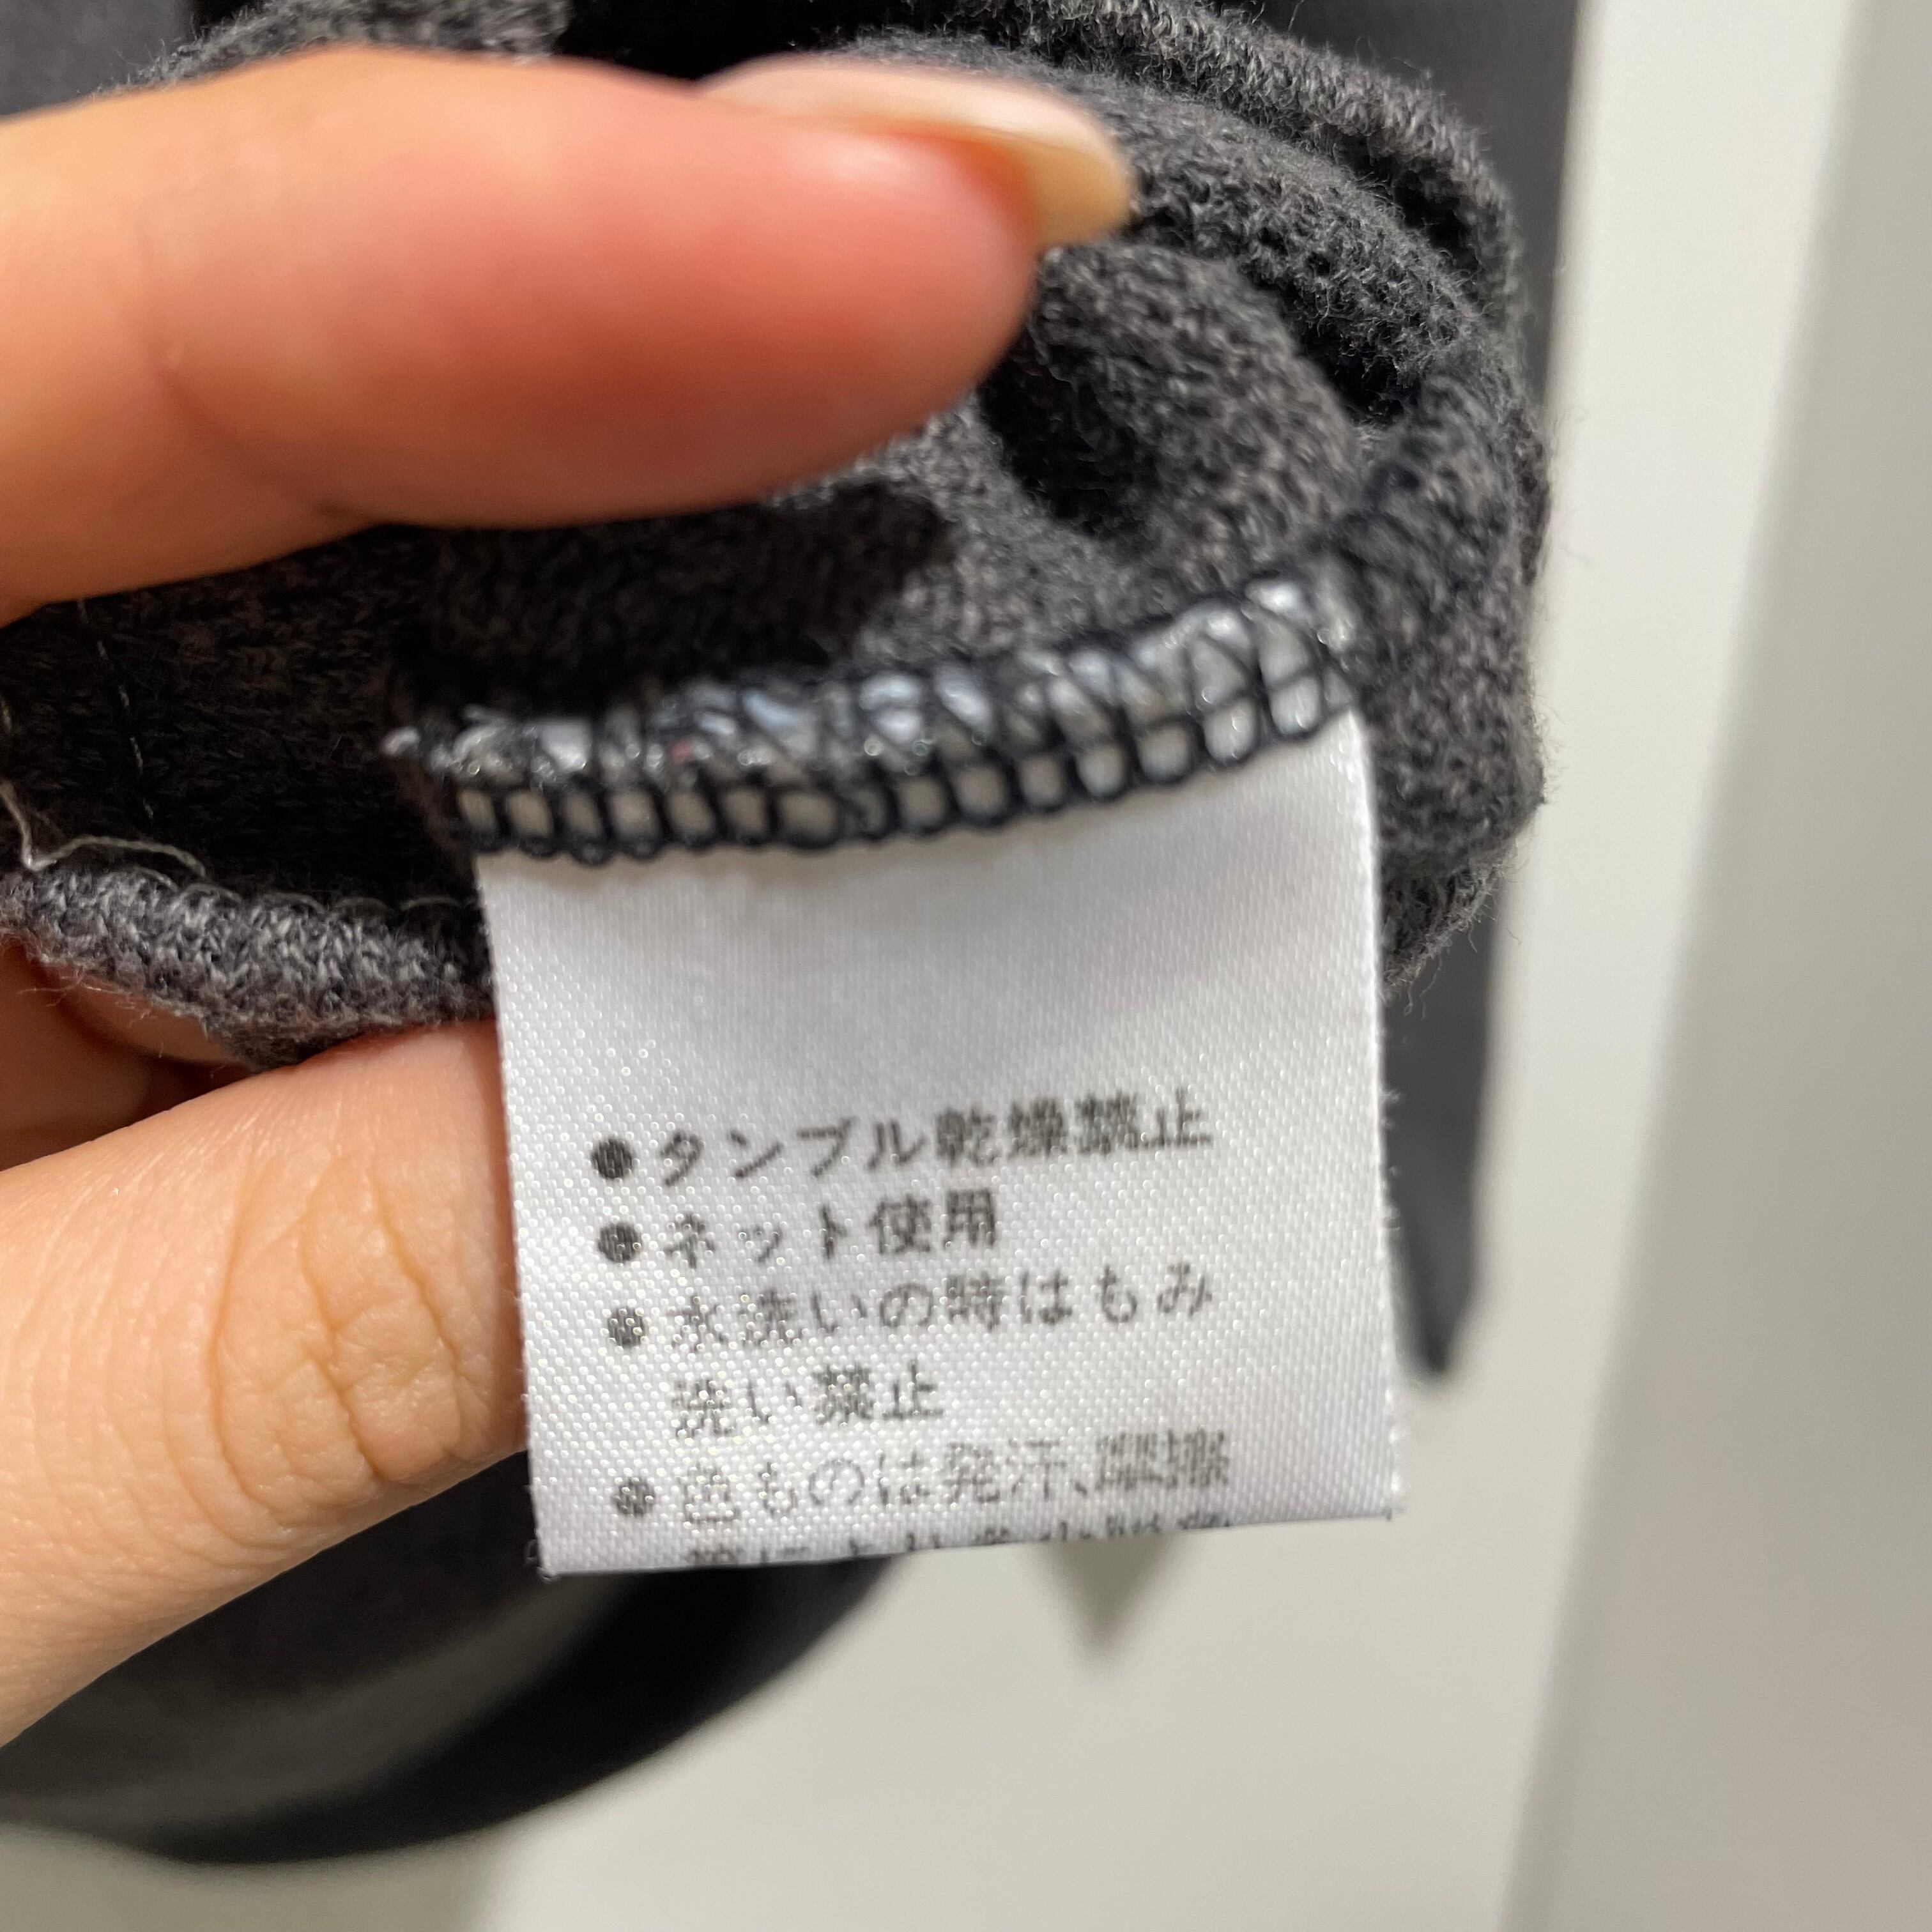 ●タンブル乾燥禁止
●ネット使用
●水洗いの時はもみ
洗い禁止
●色ものは発汗、摩擦